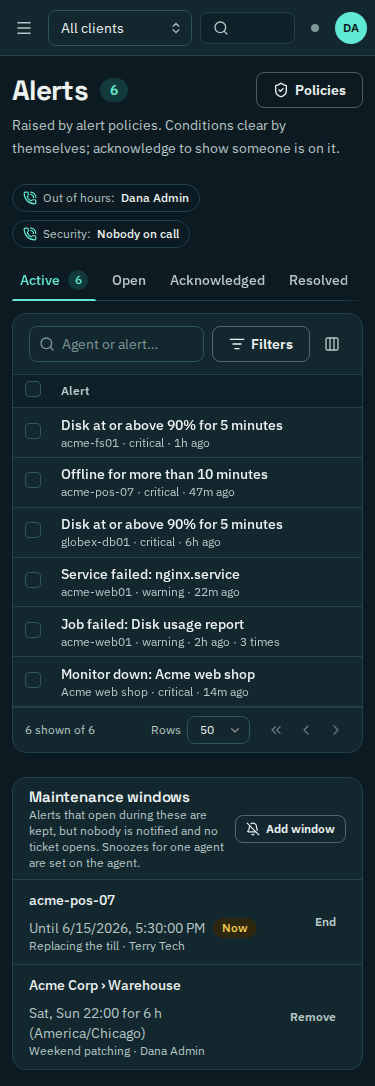 All clients
DA
Alerts 6
Policies
Raised by alert policies. Conditions clear by
themselves; acknowledge to show someone is on it.
Out of hours: Dana Admin
Security: Nobody on call
Active 6 Open Acknowledged Resolved
Agent or alert...
Filters
Alert
Disk at or above 90% for 5 minutes
acme-fs01 · critical · 1h ago
Offline for more than 10 minutes
acme-pos-07 · critical · 47m ago
Disk at or above 90% for 5 minutes
globex-db01 · critical · 6h ago
Service failed: nginx.service
acme-web01 · warning · 22m ago
Job failed: Disk usage report
acme-web01 · warning · 2h ago · 3 times
Monitor down: Acme web shop
Acme web shop · critical · 14m ago
6 shown of 6 Rows 50
Maintenance windows
Alerts that open during these are
kept, but nobody is notified and no
ticket opens. Snoozes for one agent
are set on the agent.
Add window
acme-pos-07
Until 6/15/2026, 5:30:00 PM Now
Replacing the till · Terry Tech
End
Acme Corp › Warehouse
Sat, Sun 22:00 for 6 h
(America/Chicago)
Weekend patching · Dana Admin
Remove